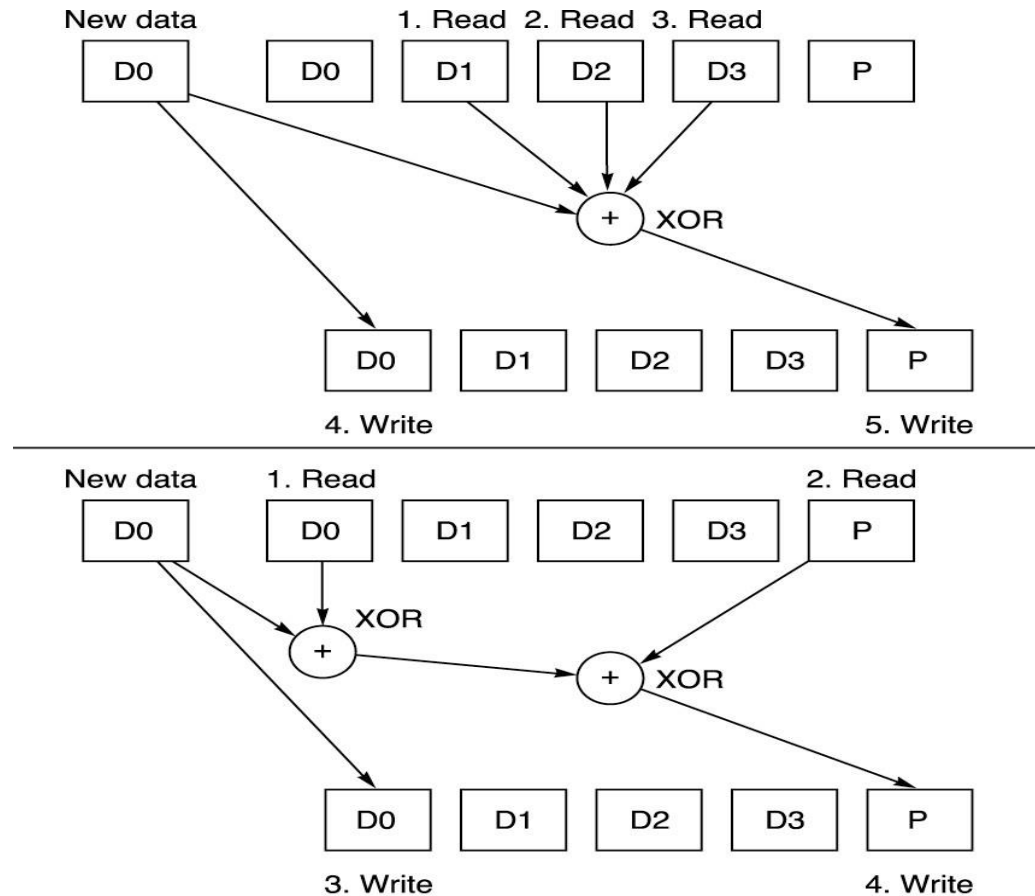 New data 1. Read 2. Read 3. Read
D0 D0 D1 D2 D3 P
+ XOR
D0 D1 D2 D3 P
4. Write 5. Write
New data 1. Read 2. Read
D0 D0 D1 D2 D3 P
XOR
+ + XOR
D0 D1 D2 D3 P
3. Write 4. Write